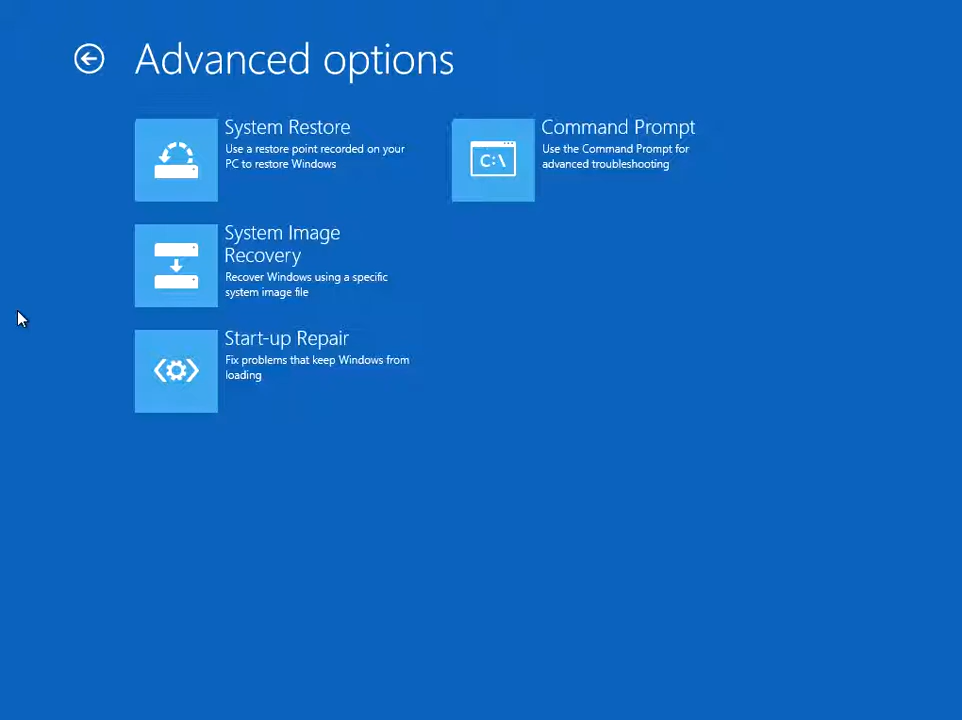 Advanced options
System Restore
Use a restore point recorded on your
PC to restore Windows
System Image
Recovery
Recover Windows using a specific
system image file
Start-up Repair
Fix problems that keep Windows from
loading
C:\
Command Prompt
Use the Command Prompt for
advanced troubleshooting